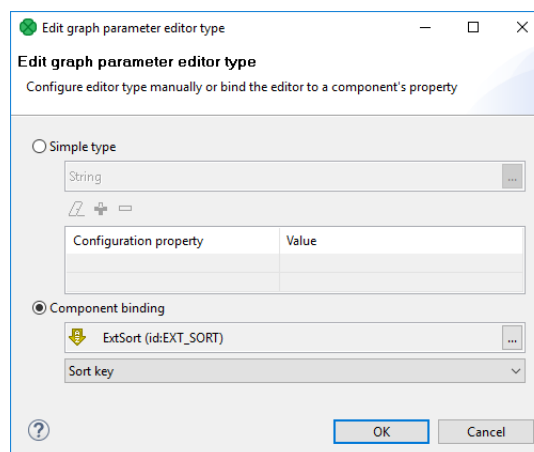 Edit graph parameter editor type
Edit graph parameter editor type
Configure editor type manually or bind the editor to a component's property
Simple type
String
...
Configuration property Value
Component binding
ExtSort (id:EXT_SORT)
...
Sort key
?
OK Cancel